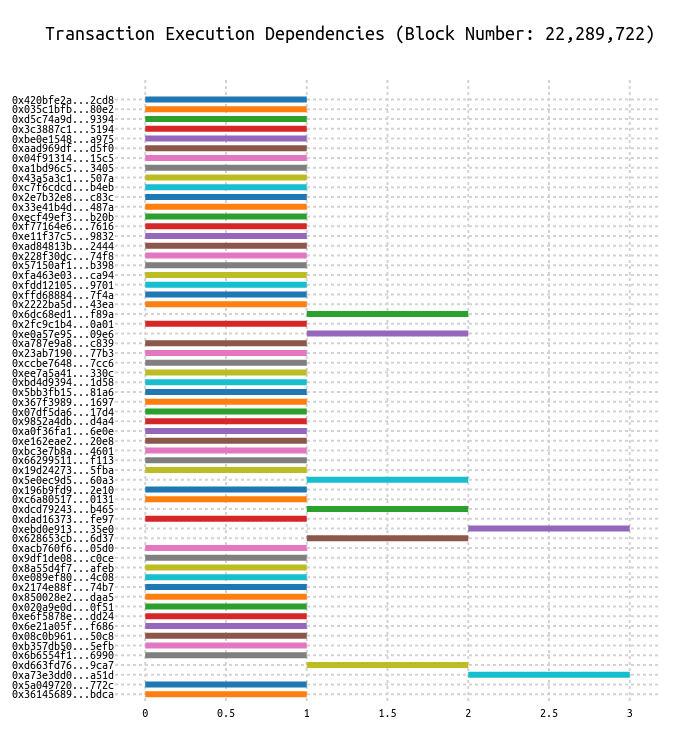 Transaction Execution Dependencies (Block Number: 22,289,722)
0x420bfe2a...2cd8
0x035c1bfb...80e2
0xd5c74a9d...9394
0x3c3887c1...5194
0xbe0e1548...a975
0xaad969df...d5f0
0x04f91314...15c5
0xa1bd96c5...3405
0x43a5a3c1...507a
0xc7f6cdcd...b4eb
0x2e7b32e8...c83c
0x33e41b4d...487a
0xecf49ef3...b20b
0xf77164e6...7616
0xe11f37c5...9832
0xad84813b...2444
0x228f30dc...74f8
0x57150af1...b398
0xfa463e03...ca94
0xfdd12105...9701
0xffd68884...7f4a
0x2222ba5d...43ea
0x6dc68ed1...f89a
0x2fc9c1b4...0a01
0xe0a57e95...09e6
0xa787e9a8...c839
0x23ab7190...77b3
0xccbe7648...7cc6
0xee7a5a41...330c
0xbd4d9394...1d58
0x5bb3fb15...81a6
0x367f3989...1697
0x07df5da6...17d4
0x9852a4db...d4a4
0xa0f36fa1...6e0e
0xe162eae2...20e8
0xbc3e7b8a...4601
0x66299511...f113
0x19d24273...5fba
0x5e0ec9d5...60a3
0x196b9fd9...2e10
0xc6a80517...0131
0xdcd79243...b465
0xdad16373...fe97
0xebd0e913...35e0
0x628653cb...6d37
0xacb760f6...05d0
0x9df1de08...c0ce
0x8a55d4f7...afeb
0xe089ef80...4c08
0x2174e88f...74b7
0x850028e2...daa5
0x020a9e0d...0f51
0xe6f5878e...dd24
0x6e21a05f...f686
0x08c0b961...50c8
0xb357db50...5efb
0x6b6554f1...6990
0xd663fd76...9ca7
0xa73e3dd0...a51d
0x5a049720...772c
0x36145689...bdca
0 0.5 1 1.5 2 2.5 3